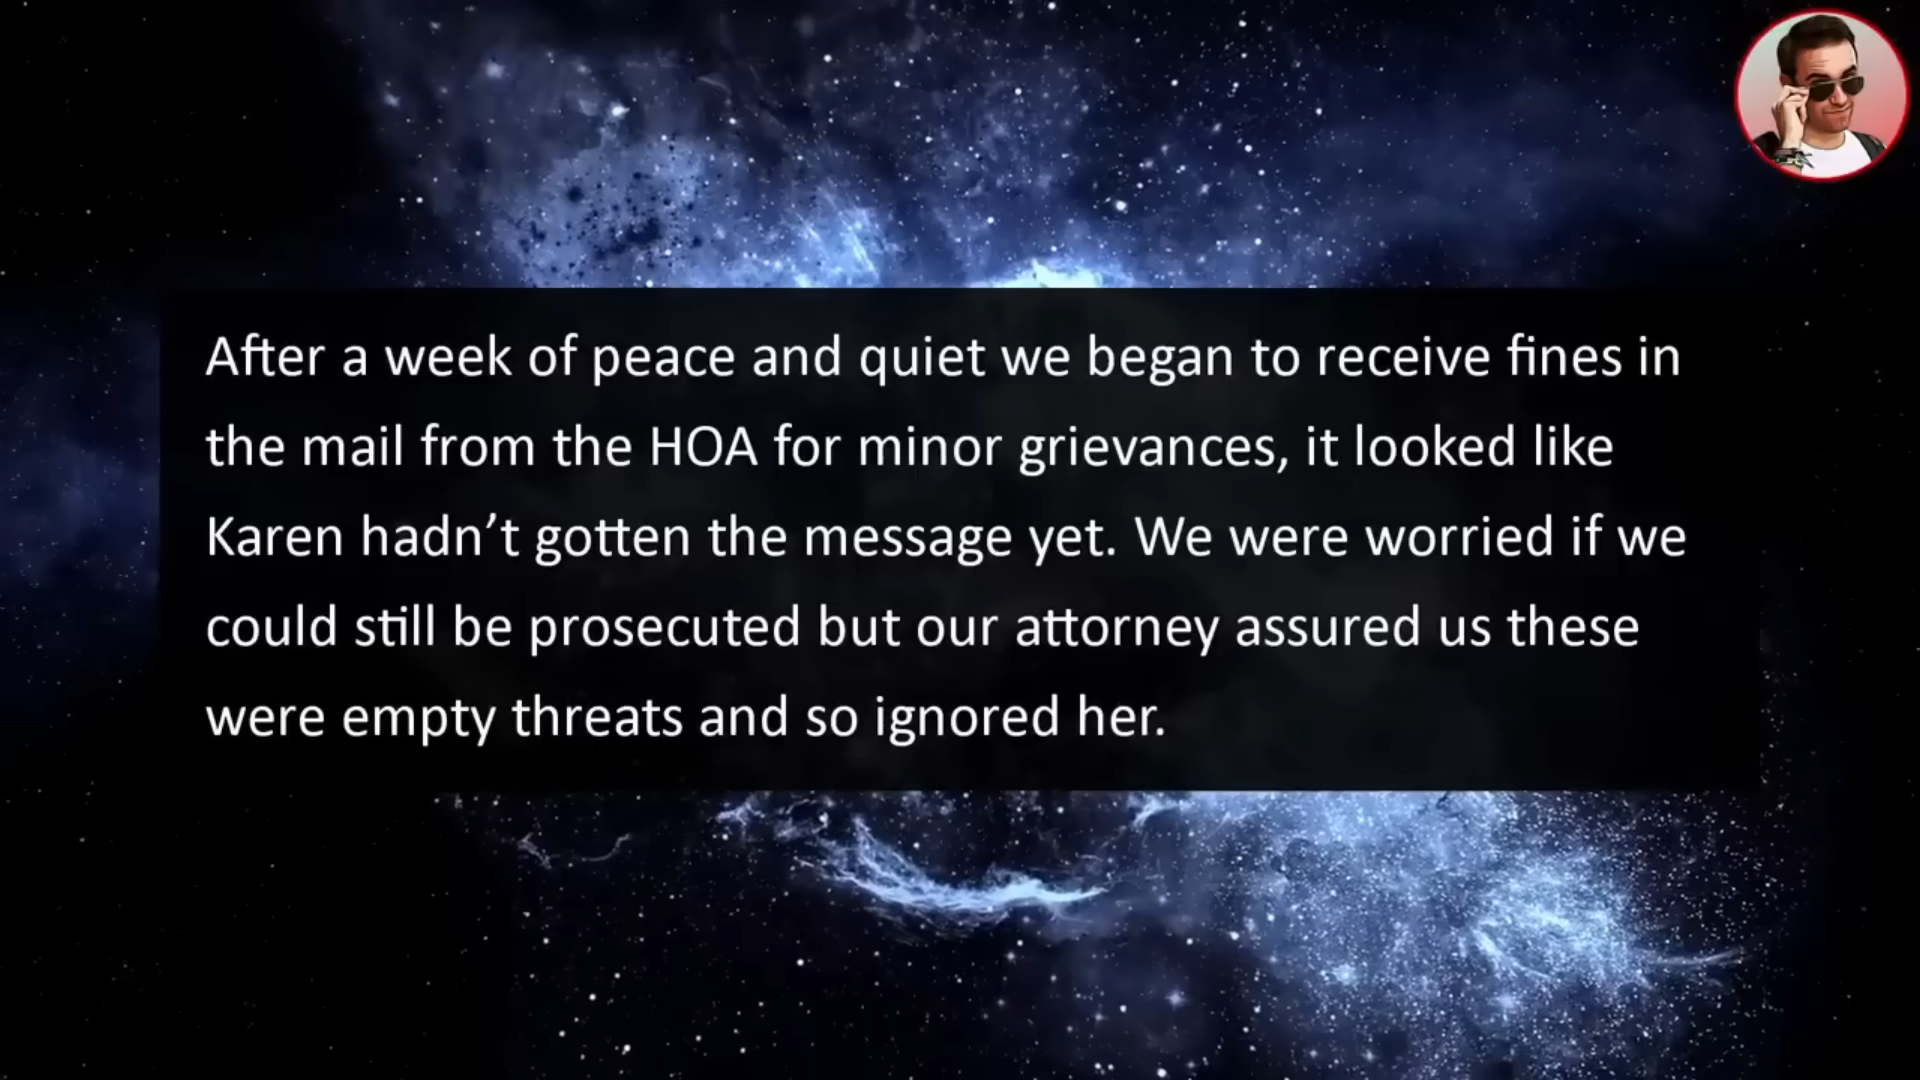 After a week of peace and quiet we began to receive fines in
the mail from the HOA for minor grievances, it looked like
Karen hadn’t gotten the message yet. We were worried if we
could still be prosecuted but our attorney assured us these
were empty threats and so ignored her.